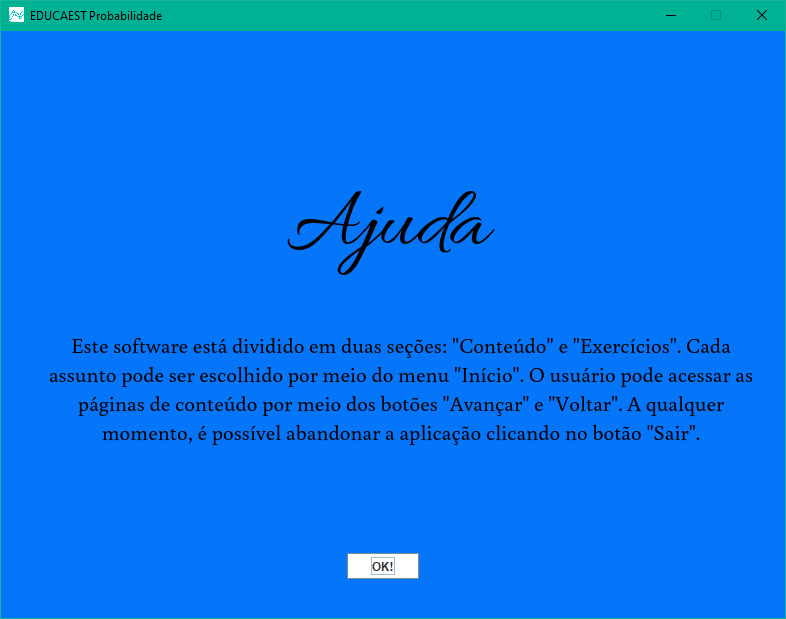 EDUCAEST Probabilidade
Ajuda
Este software está dividido em duas seções: "Conteúdo" e "Exercícios". Cada
assunto pode ser escolhido por meio do menu "Início". O usuário pode acessar as
páginas de conteúdo por meio dos botões "Avançar" e "Voltar". A qualquer
momento, é possível abandonar a aplicação clicando no botão "Sair".
OK!